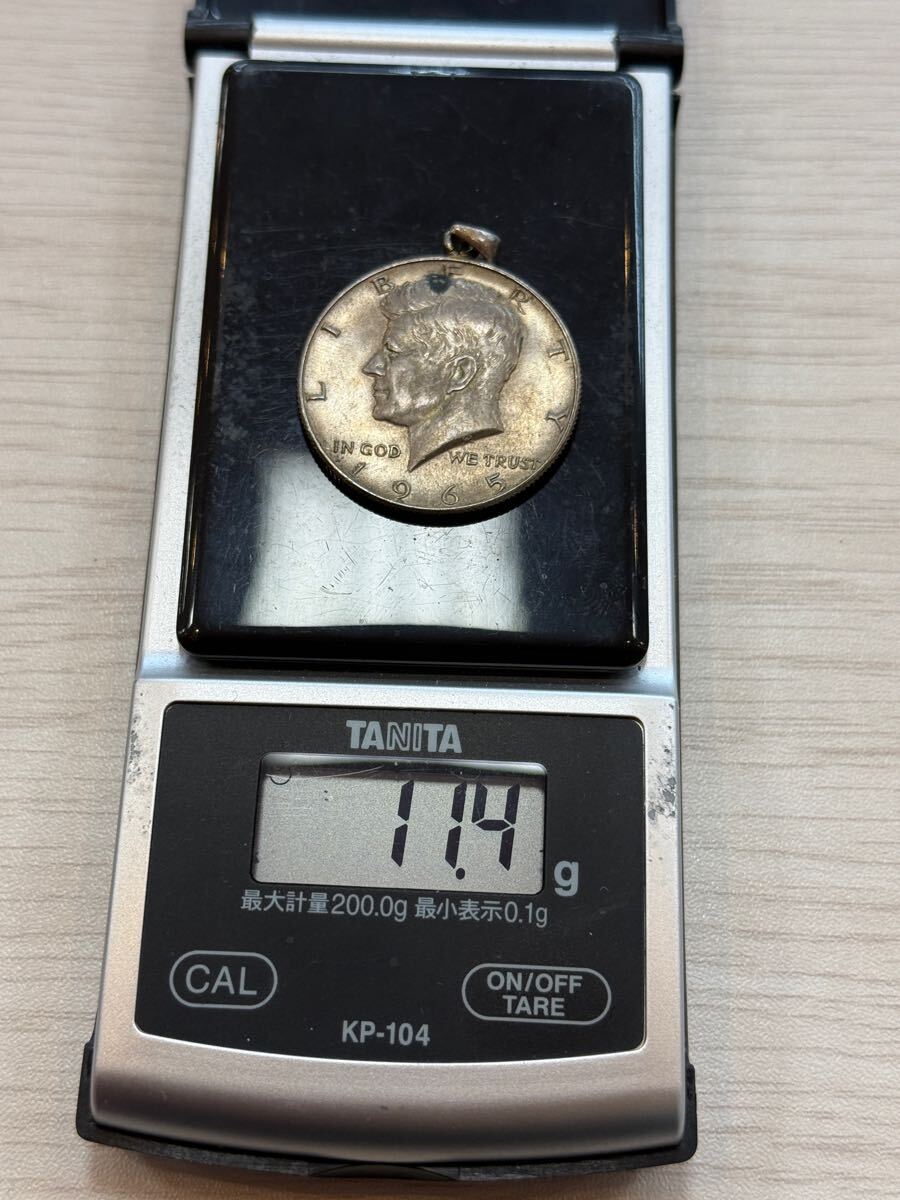 LIBERTY
IN GOD WE TRUST
1965
TANITA
11.4 g
最大計量200.0g 最小表示0.1g
CAL
ON/OFF
TARE
KP-104